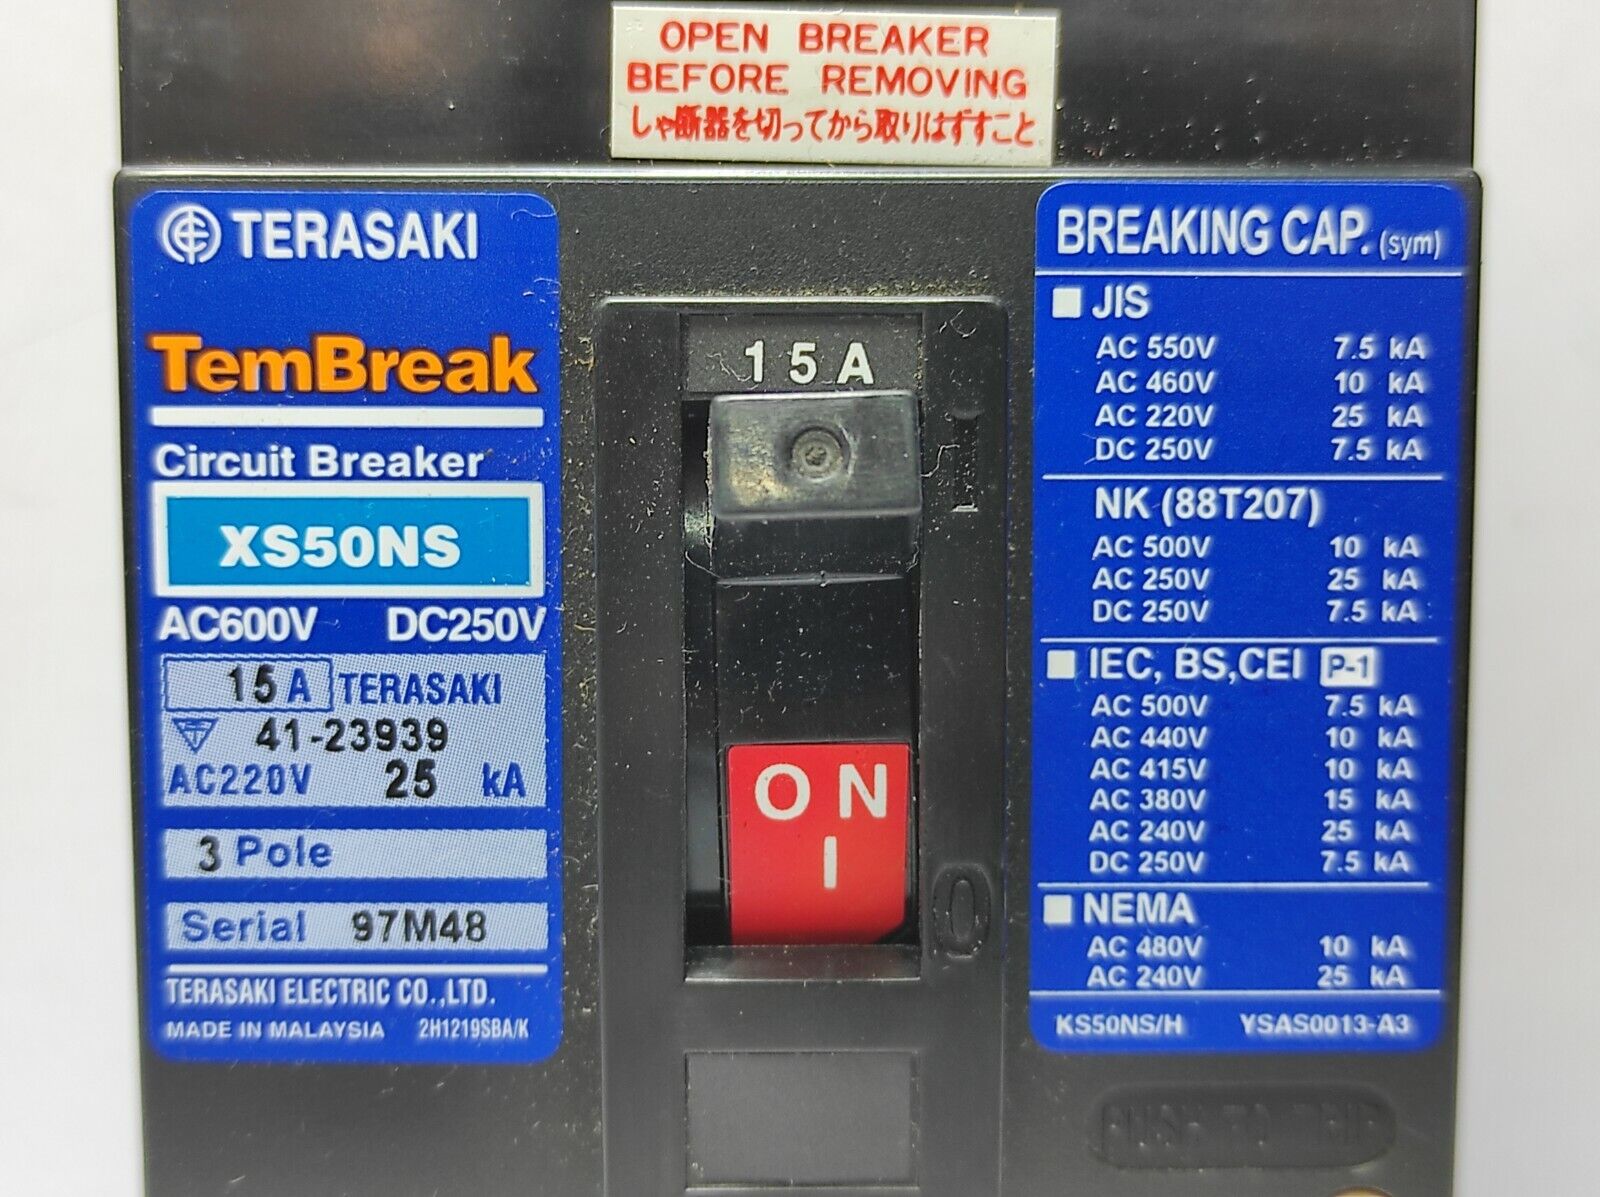 OPEN BREAKER
BEFORE REMOVING
しゃ断器を切ってから取りはずすこと
TERASAKI
TemBreak
Circuit Breaker
XS50NS
AC600V DC250V
15 A TERASAKI
41-23939
AC220V 25 kA
3 Pole
Serial 97M48
TERASAKI ELECTRIC CO.,LTD.
MADE IN MALAYSIA 2H1219SBA/K
15A
I
ON
I
O
BREAKING CAP. (sym)
JIS
AC 550V 7.5 kA
AC 460V 10 kA
AC 220V 25 kA
DC 250V 7.5 kA
NK (88T207)
AC 500V 10 kA
AC 250V 25 kA
DC 250V 7.5 kA
IEC, BS,CEI P-1
AC 500V 7.5 kA
AC 440V 10 kA
AC 415V 10 kA
AC 380V 15 kA
AC 240V 25 kA
DC 250V 7.5 kA
NEMA
AC 480V 10 kA
AC 240V 25 kA
KS50NS/H YSAS0013-A3
PUSH TO TRIP